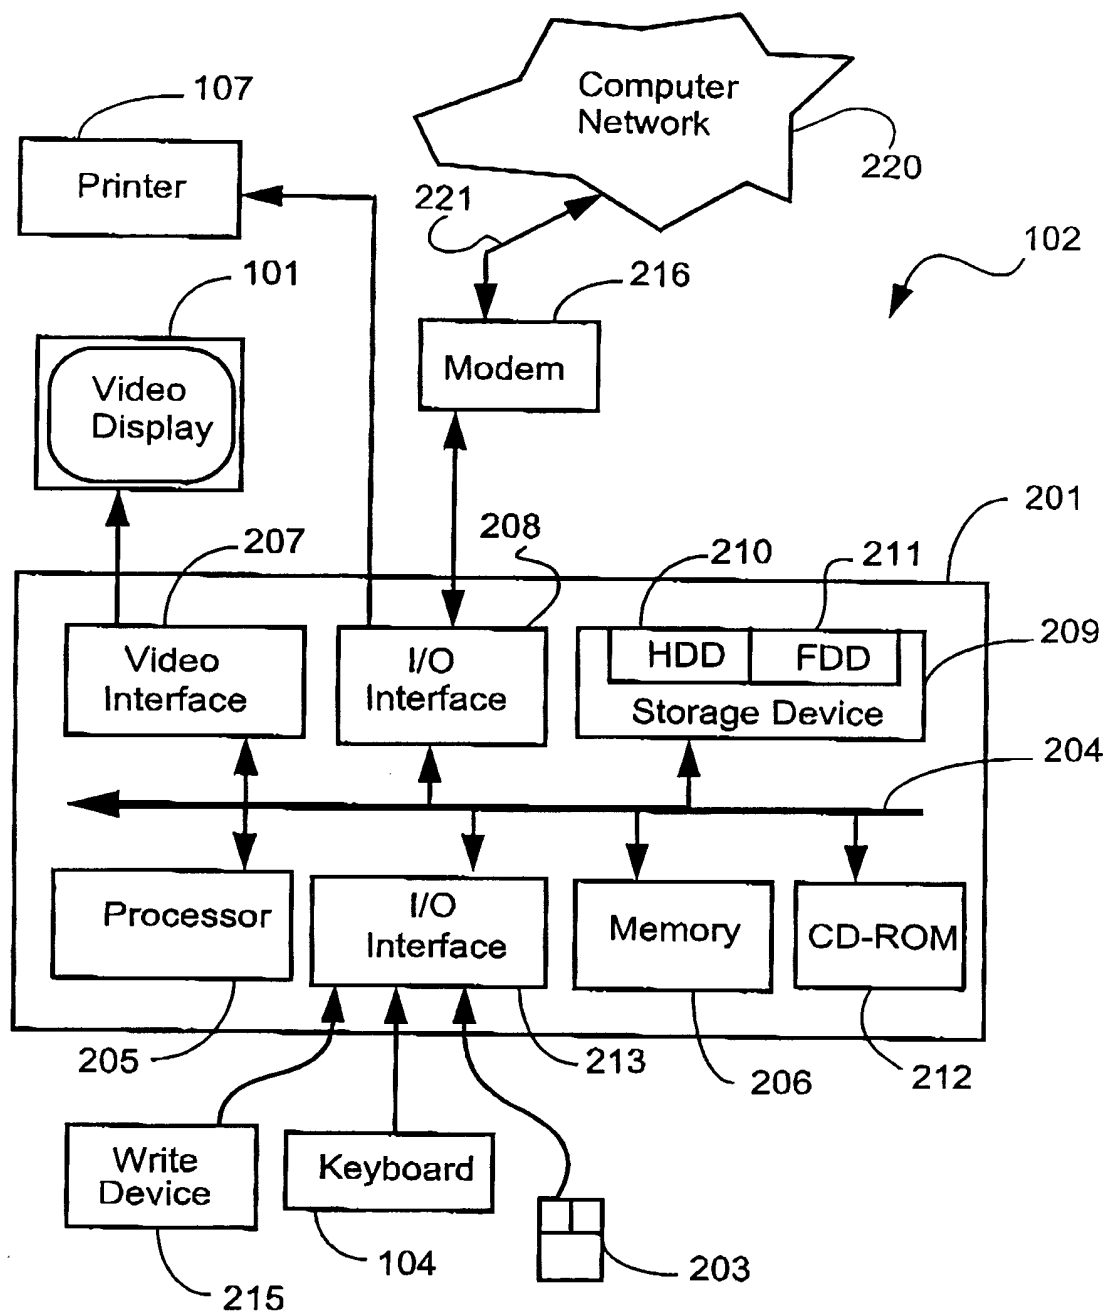 Computer
Network
107
Printer
220
221
102
101
216
Video
Display
Modem
201
207
208
210
211
209
Video
Interface
I/O
Interface
HDD
FDD
Storage Device
204
Processor
I/O
Interface
Memory
CD-ROM
205
213
206
212
Write
Device
Keyboard
104
203
215